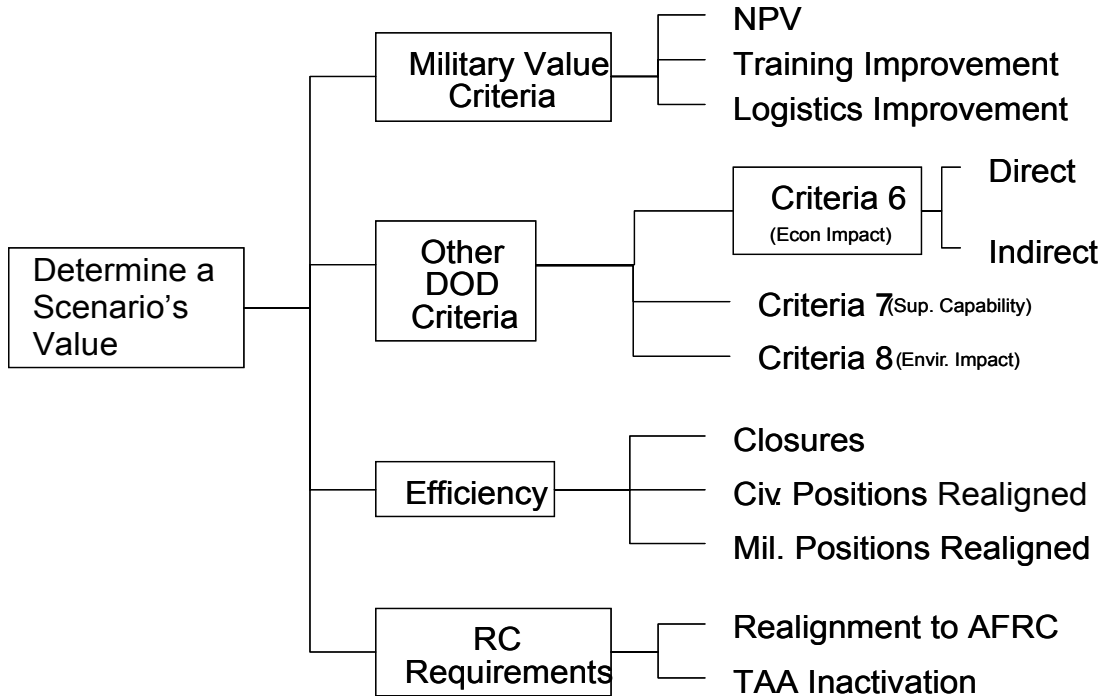 Determine a
Scenario's
Value
Military Value
Criteria
NPV
Training Improvement
Logistics Improvement
Other
DOD
Criteria
Criteria 6
(Econ Impact)
Direct
Indirect
Criteria 7 (Sup. Capability)
Criteria 8 (Envir. Impact)
Efficiency
Closures
Civ. Positions Realigned
Mil. Positions Realigned
RC
Requirements
Realignment to AFRC
TAA Inactivation